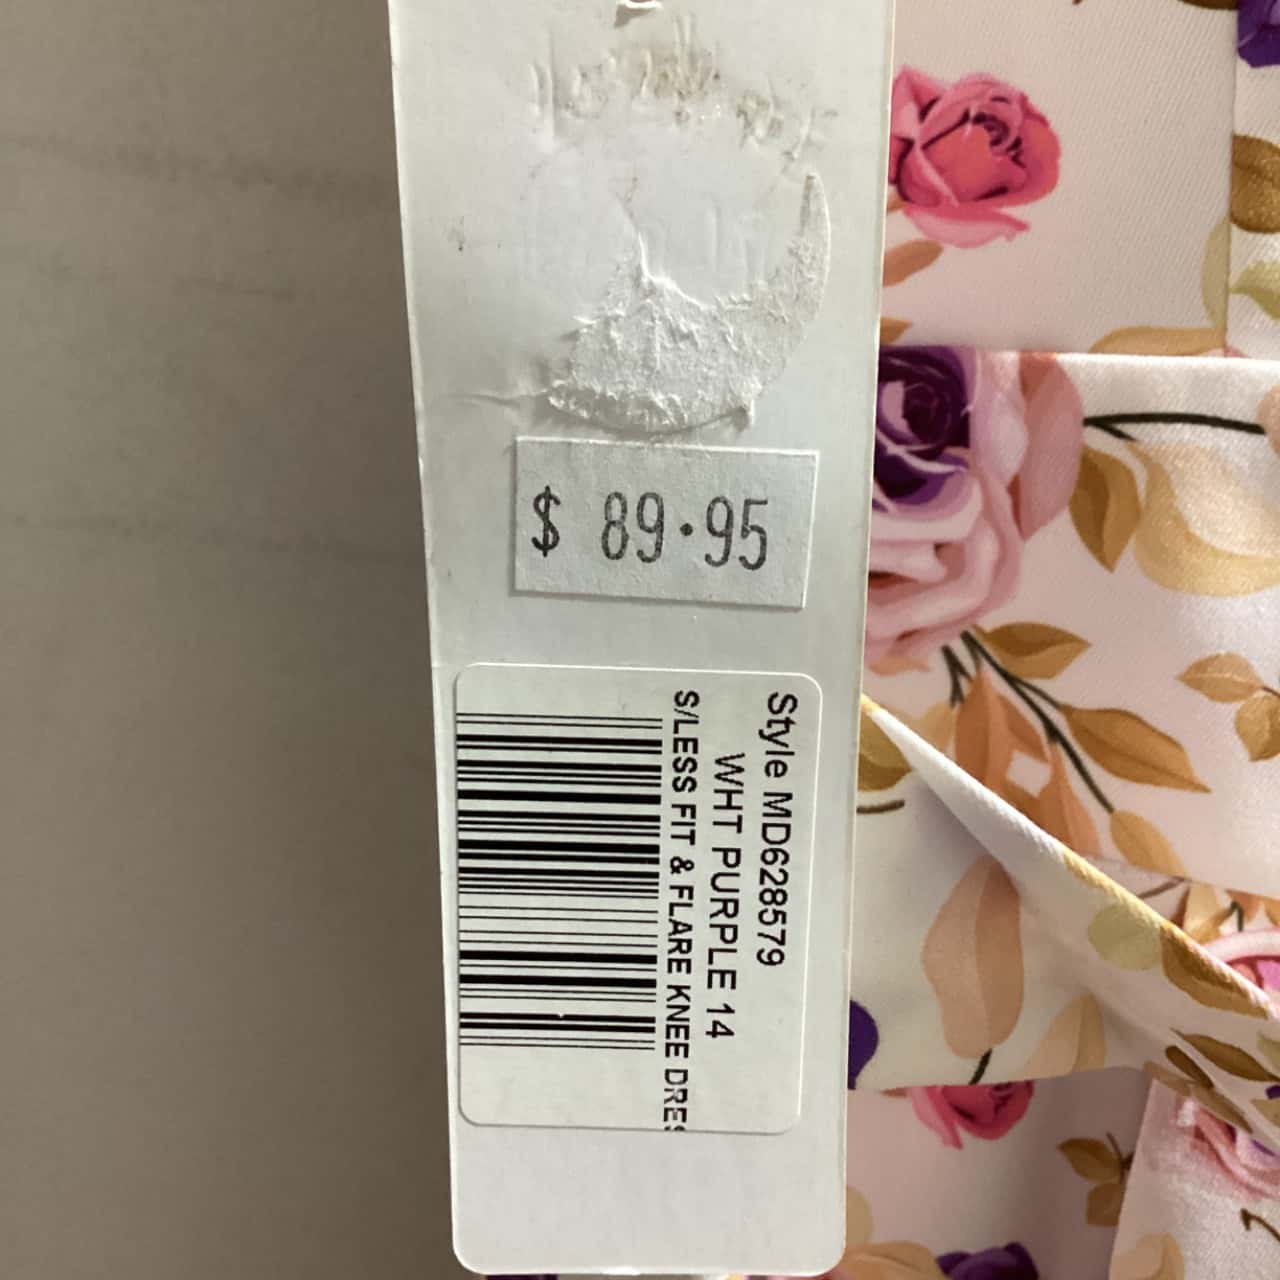 $ 89.95
Style MD628579
WHT PURPLE 14
S/LESS FIT & FLARE KNEE DRES